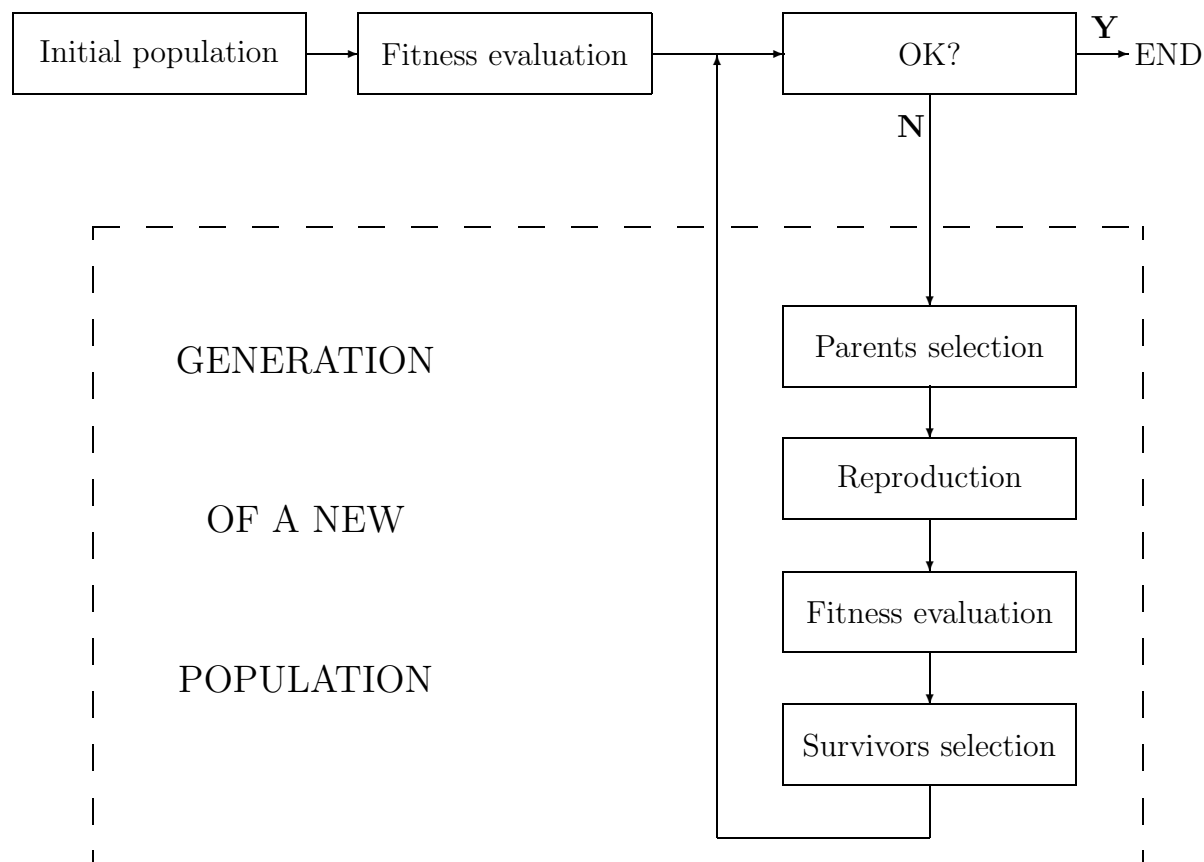 Initial population
Fitness evaluation
OK?
Y
END
N
GENERATION
OF A NEW
POPULATION
Parents selection
Reproduction
Fitness evaluation
Survivors selection